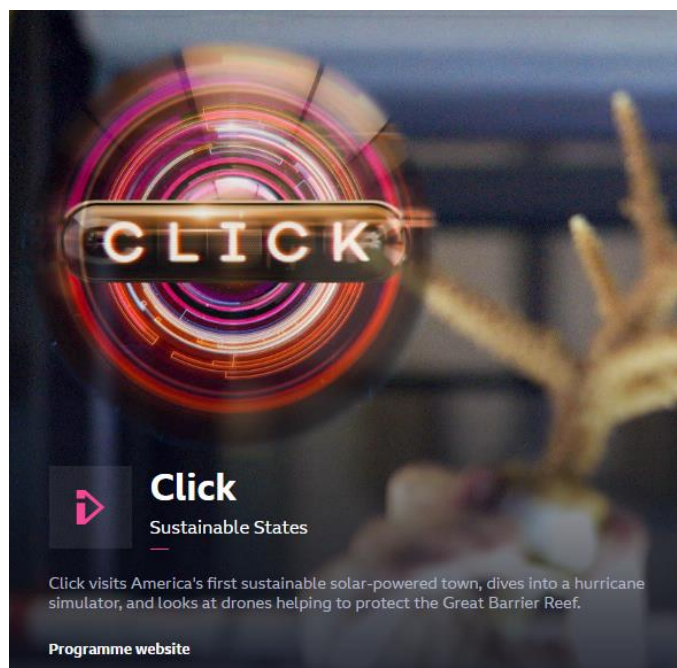 CLICK
Click
Sustainable States
Click visits America's first sustainable solar-powered town, dives into a hurricane
simulator, and looks at drones helping to protect the Great Barrier Reef.
Programme website